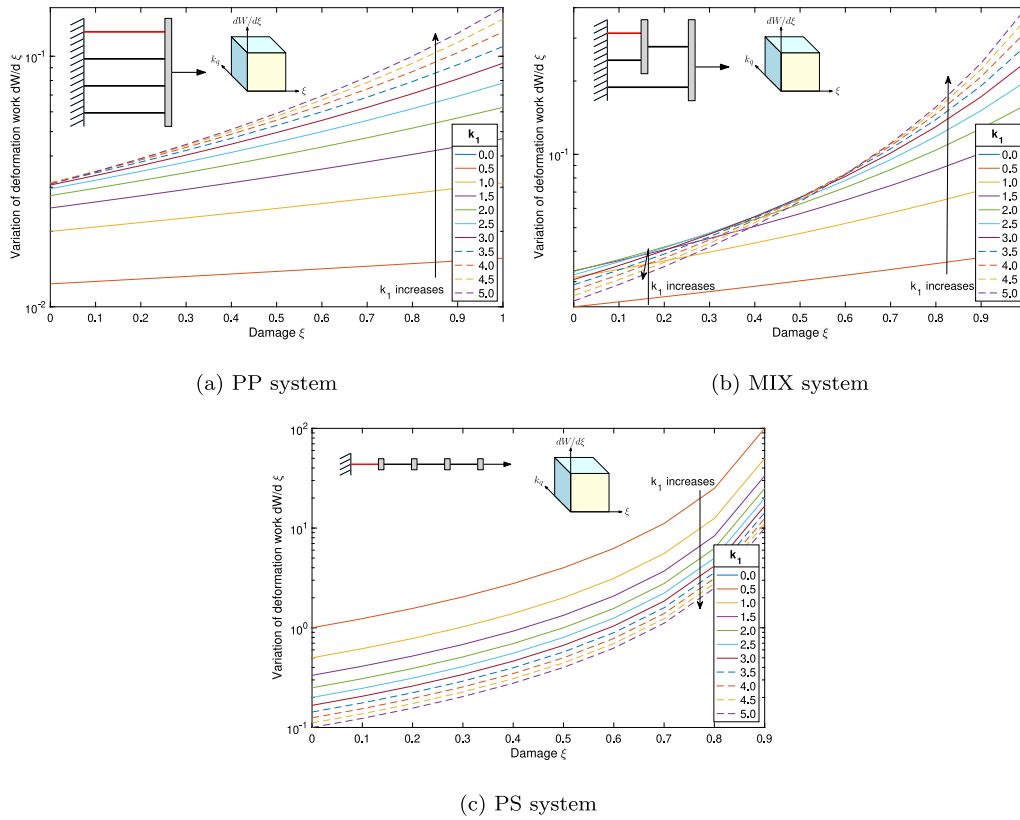 Variation of deformation work dW/d ξ
10⁻¹
10⁻²
dW/dξ
k_q
ξ
k₁
0.0
0.5
1.0
1.5
2.0
2.5
3.0
3.5
4.0
4.5
5.0
k₁ increases
0 0.1 0.2 0.3 0.4 0.5 0.6 0.7 0.8 0.9 1
Damage ξ
(a) PP system
Variation of deformation work dW/d ξ
10⁻¹
dW/dξ
k_q
ξ
k₁
0.0
0.5
1.0
1.5
2.0
2.5
3.0
3.5
4.0
4.5
5.0
k₁ increases
k₁ increases
0 0.1 0.2 0.3 0.4 0.5 0.6 0.7 0.8 0.9
Damage ξ
(b) MIX system
Variation of deformation work dW/d ξ
10²
10¹
10⁰
10⁻¹
dW/dξ
k_q
ξ
k₁ increases
k₁
0.0
0.5
1.0
1.5
2.0
2.5
3.0
3.5
4.0
4.5
5.0
0 0.1 0.2 0.3 0.4 0.5 0.6 0.7 0.8 0.9
Damage ξ
(c) PS system